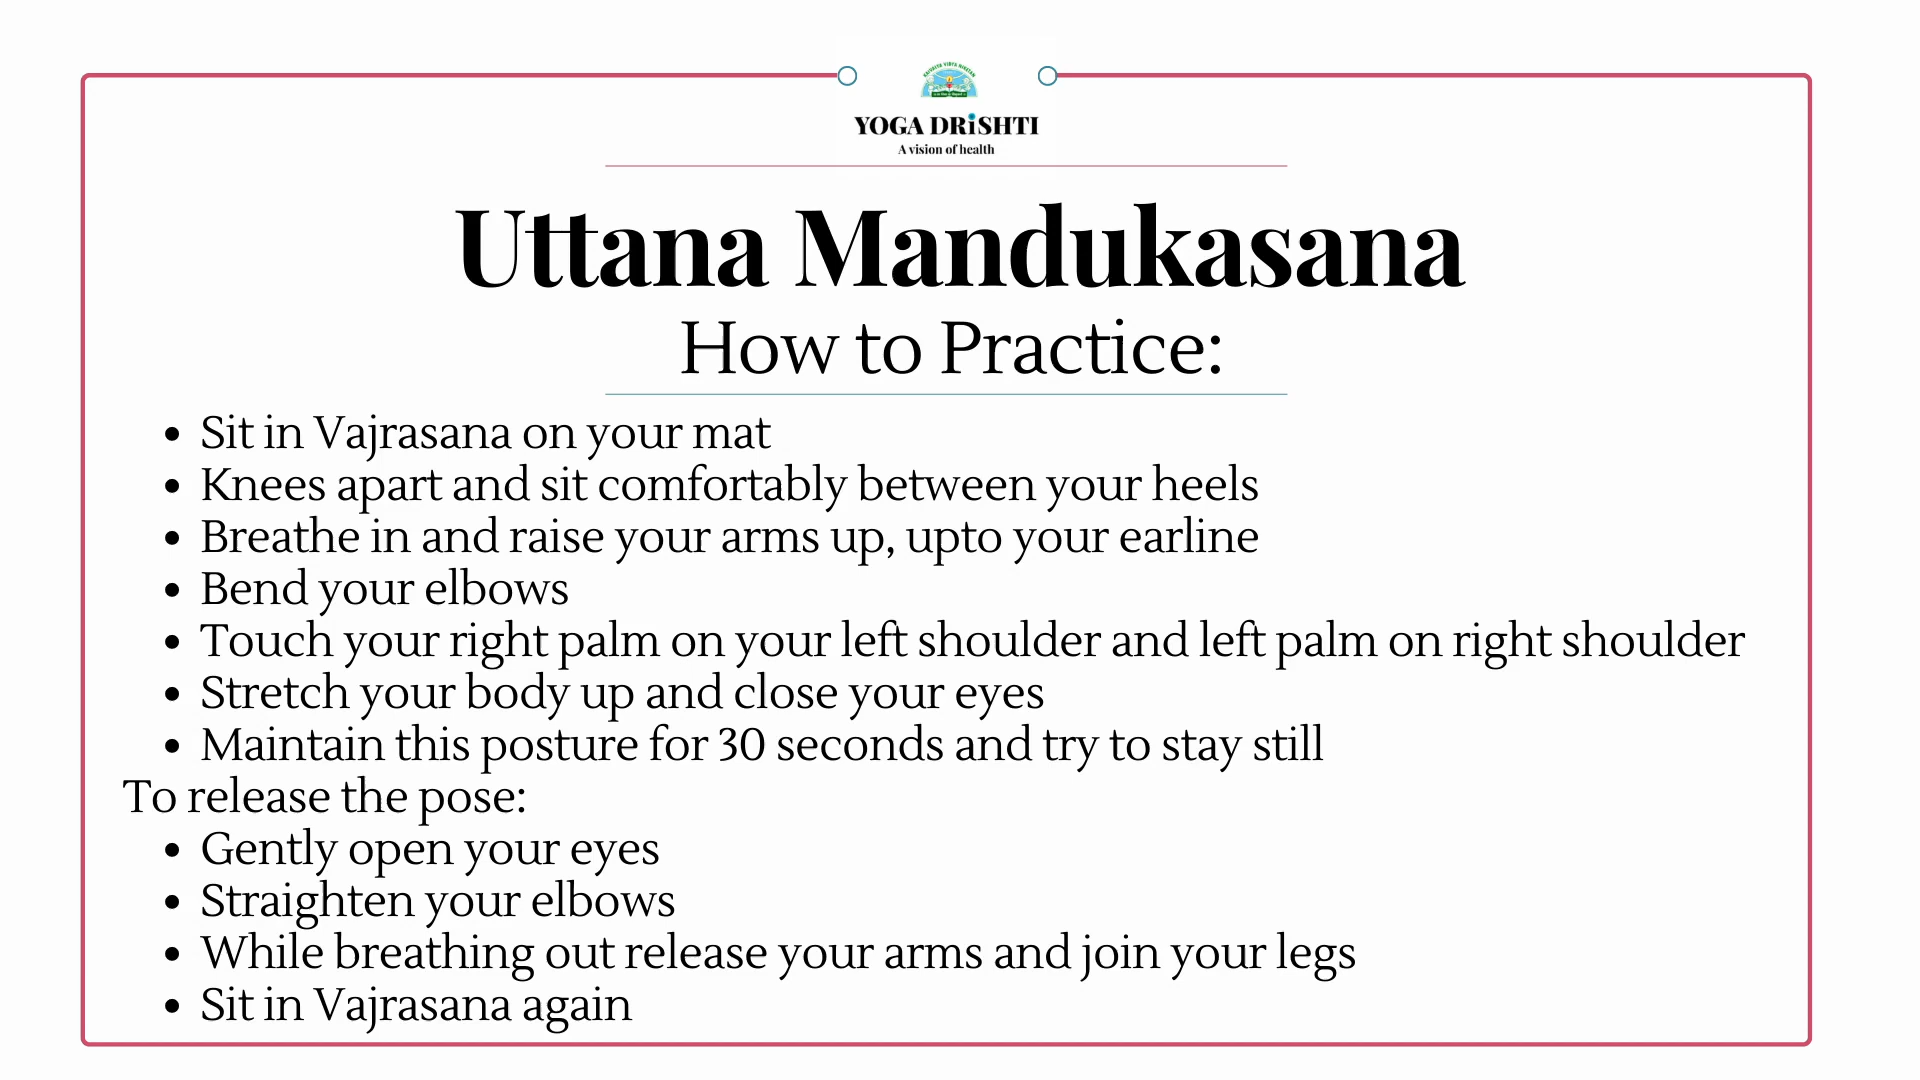 YOGA DRiSHTI
A vision of health
Uttana Mandukasana
How to Practice:
• Sit in Vajrasana on your mat
• Knees apart and sit comfortably between your heels
• Breathe in and raise your arms up, upto your earline
• Bend your elbows
• Touch your right palm on your left shoulder and left palm on right shoulder
• Stretch your body up and close your eyes
• Maintain this posture for 30 seconds and try to stay still
To release the pose:
• Gently open your eyes
• Straighten your elbows
• While breathing out release your arms and join your legs
• Sit in Vajrasana again